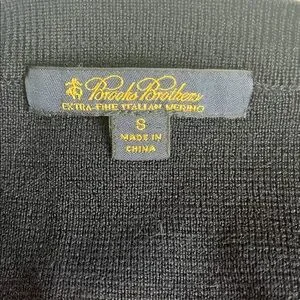 Brooks Brothers
EXTRA-FINE ITALIAN MERINO
S
MADE IN
CHINA